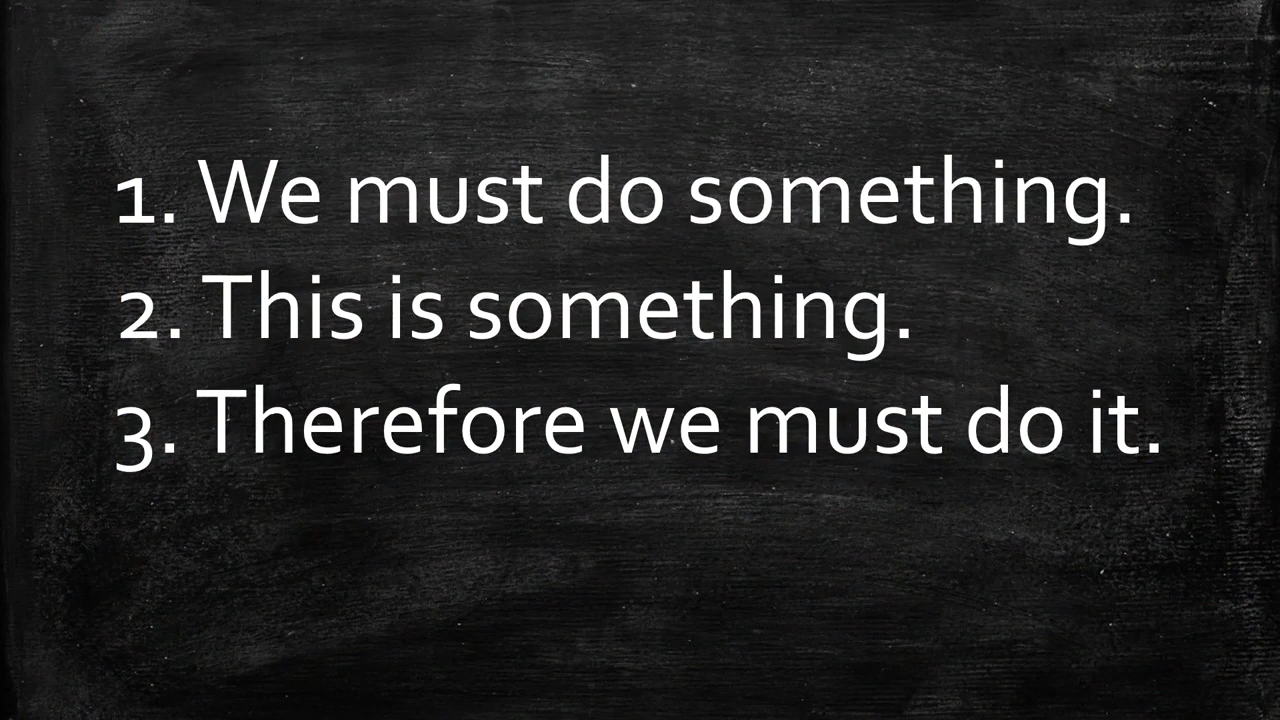 1. We must do something.
2. This is something.
3. Therefore we must do it.